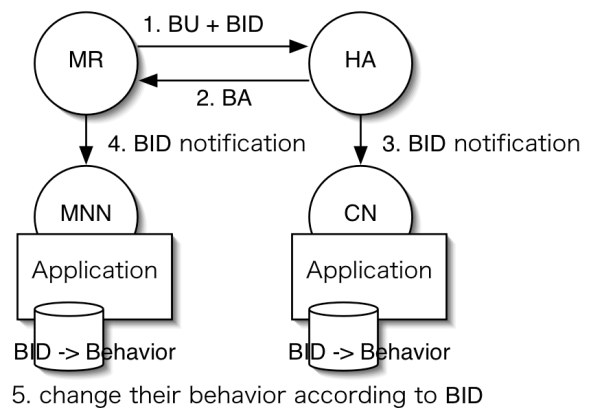 1. BU + BID
MR
HA
2. BA
4. BID notification
3. BID notification
MNN
CN
Application
Application
BID -> Behavior
BID -> Behavior
5. change their behavior according to BID